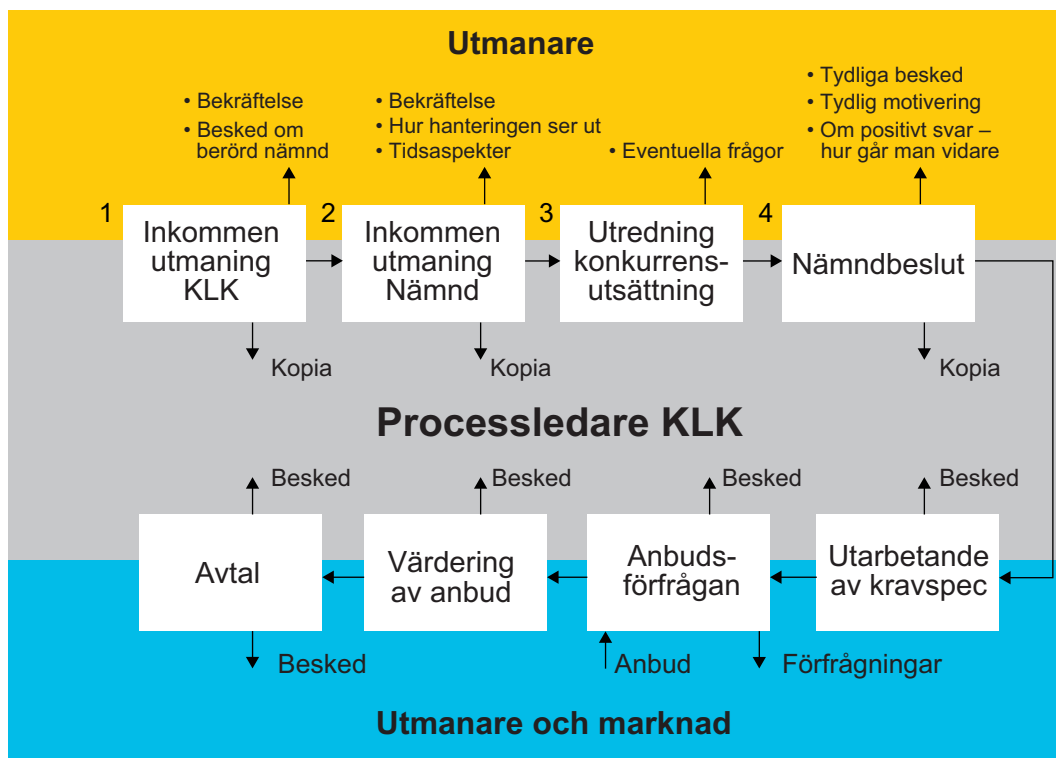 Utmanare
• Bekräftelse
• Besked om
berörd nämnd
• Bekräftelse
• Hur hanteringen ser ut
• Tidsaspekter
• Eventuella frågor
• Tydliga besked
• Tydlig motivering
• Om positivt svar –
hur går man vidare
1
Inkommen
utmaning
KLK
2
Inkommen
utmaning
Nämnd
3
Utredning
konkurrens-
utsättning
4
Nämndbeslut
Kopia
Kopia
Kopia
Processledare KLK
Besked
Besked
Besked
Besked
Avtal
Värdering
av anbud
Anbuds-
förfrågan
Utarbetande
av kravspec
Besked
Anbud
Förfrågningar
Utmanare och marknad